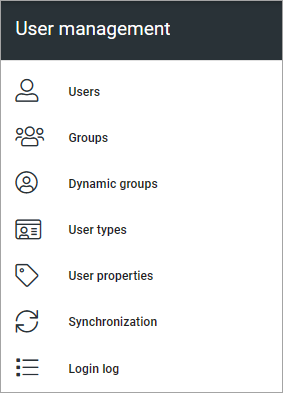 User management
Users
Groups
Dynamic groups
User types
User properties
Synchronization
Login log